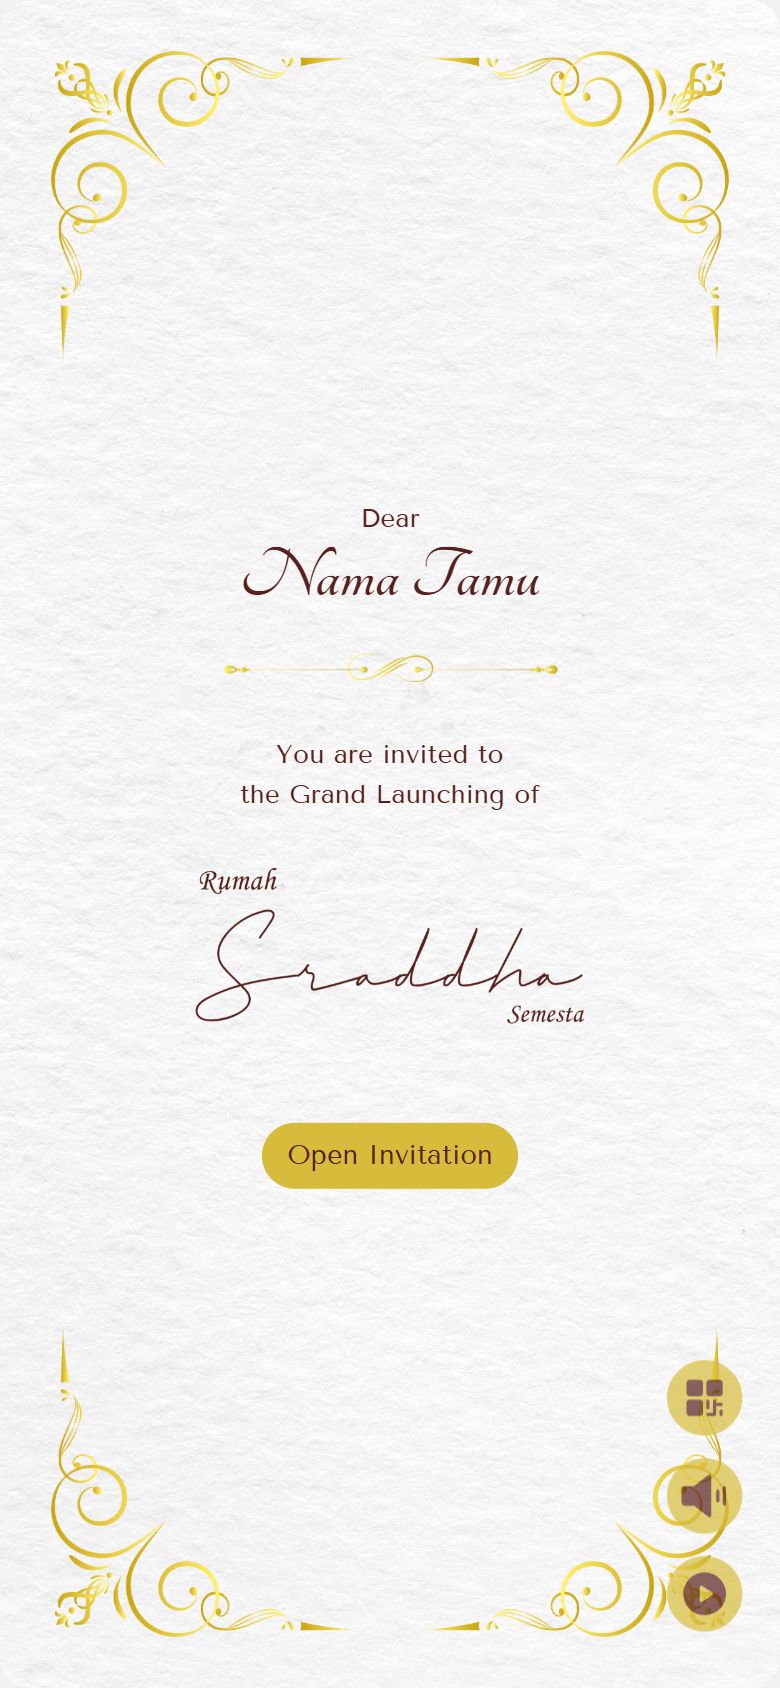 Dear
Nama Tamu
You are invited to
the Grand Launching of
Rumah
Sraddha
Semesta
Open Invitation